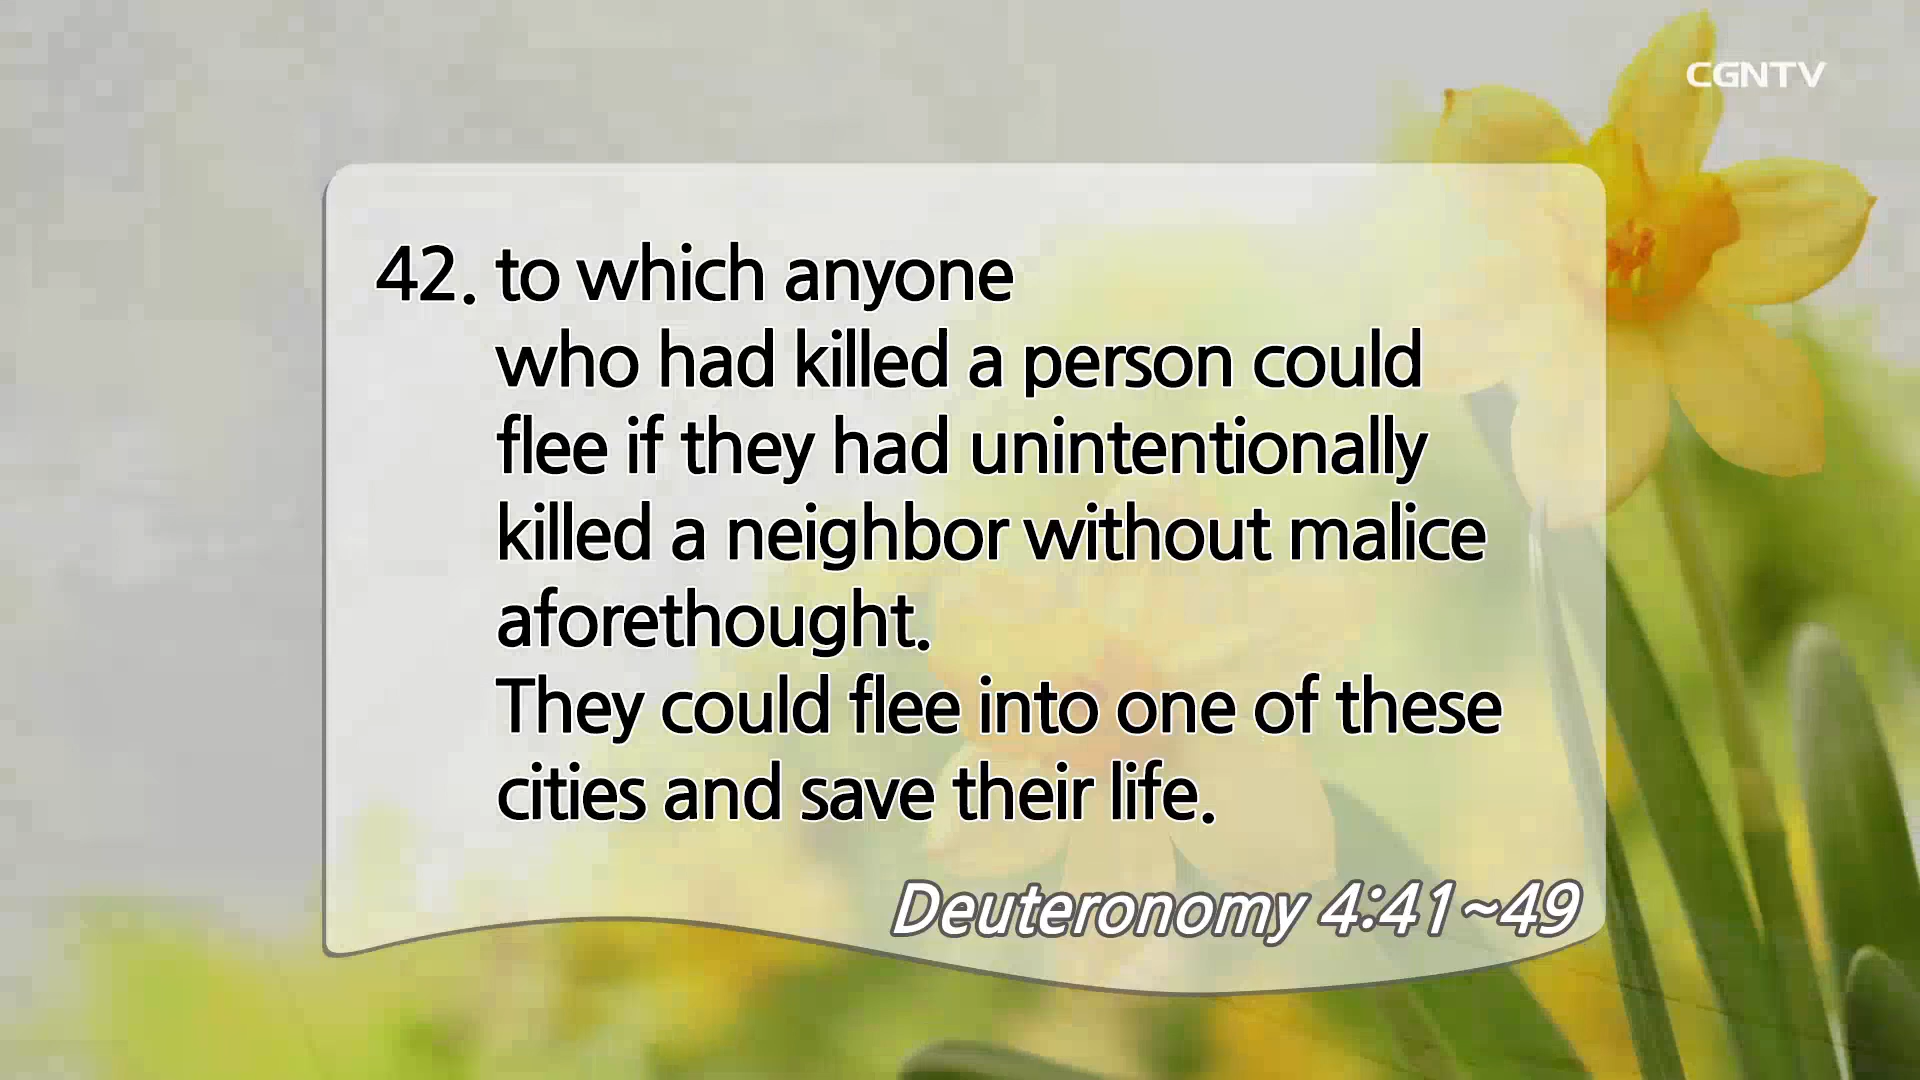 CGNTV
42. to which anyone
who had killed a person could
flee if they had unintentionally
killed a neighbor without malice
aforethought.
They could flee into one of these
cities and save their life.
Deuteronomy 4:41~49